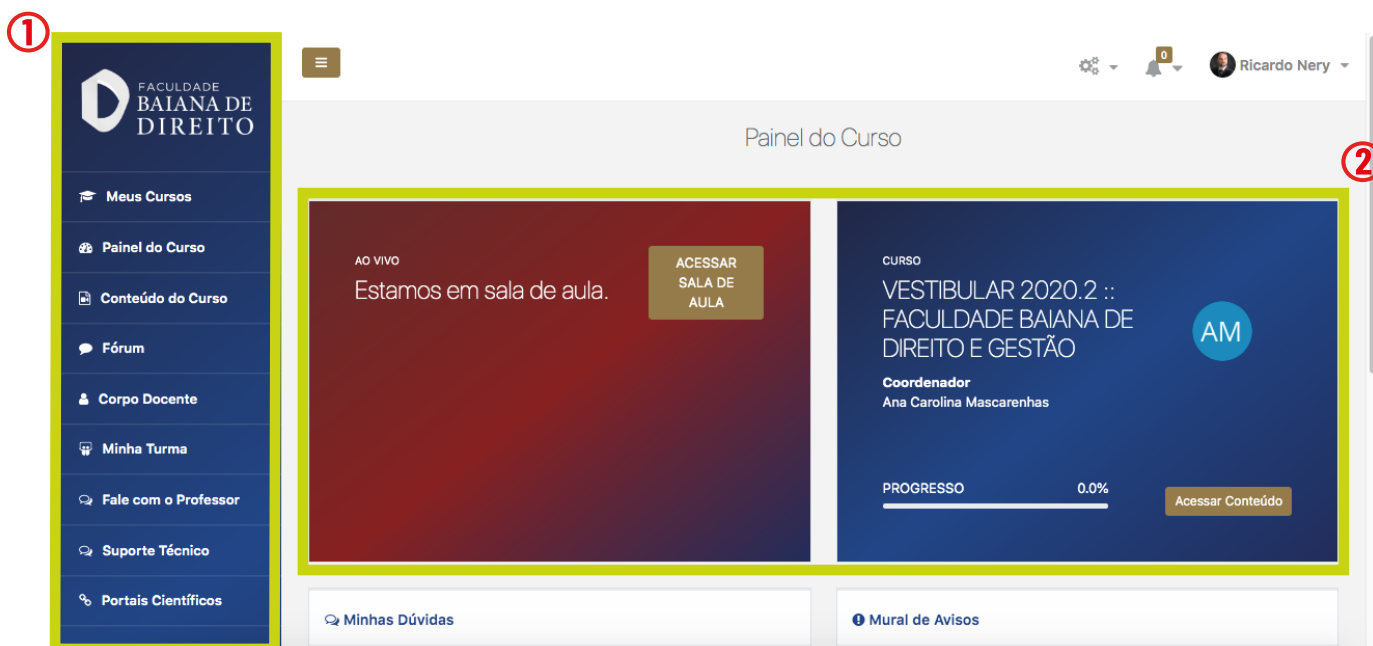 ①
FACULDADE
BAIANA DE
DIREITO
Meus Cursos
Painel do Curso
Conteúdo do Curso
Fórum
Corpo Docente
Minha Turma
Fale com o Professor
Suporte Técnico
Portais Científicos
0
Ricardo Nery
Painel do Curso
②
AO VIVO
Estamos em sala de aula.
ACESSAR
SALA DE
AULA
CURSO
VESTIBULAR 2020.2 ::
FACULDADE BAIANA DE
DIREITO E GESTÃO
AM
Coordenador
Ana Carolina Mascarenhas
PROGRESSO 0.0%
Acessar Conteúdo
Minhas Dúvidas
Mural de Avisos